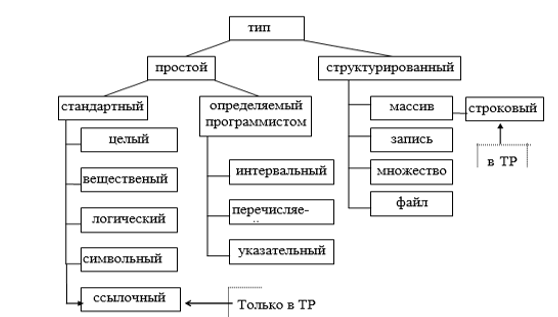 тип
простой
структурированный
стандартный
определяемый
программистом
массив
строковый
целый
запись
в ТР
вещественый
интервальный
множество
логический
перечисляе-
файл
символьный
указательный
ссылочный
Только в ТР